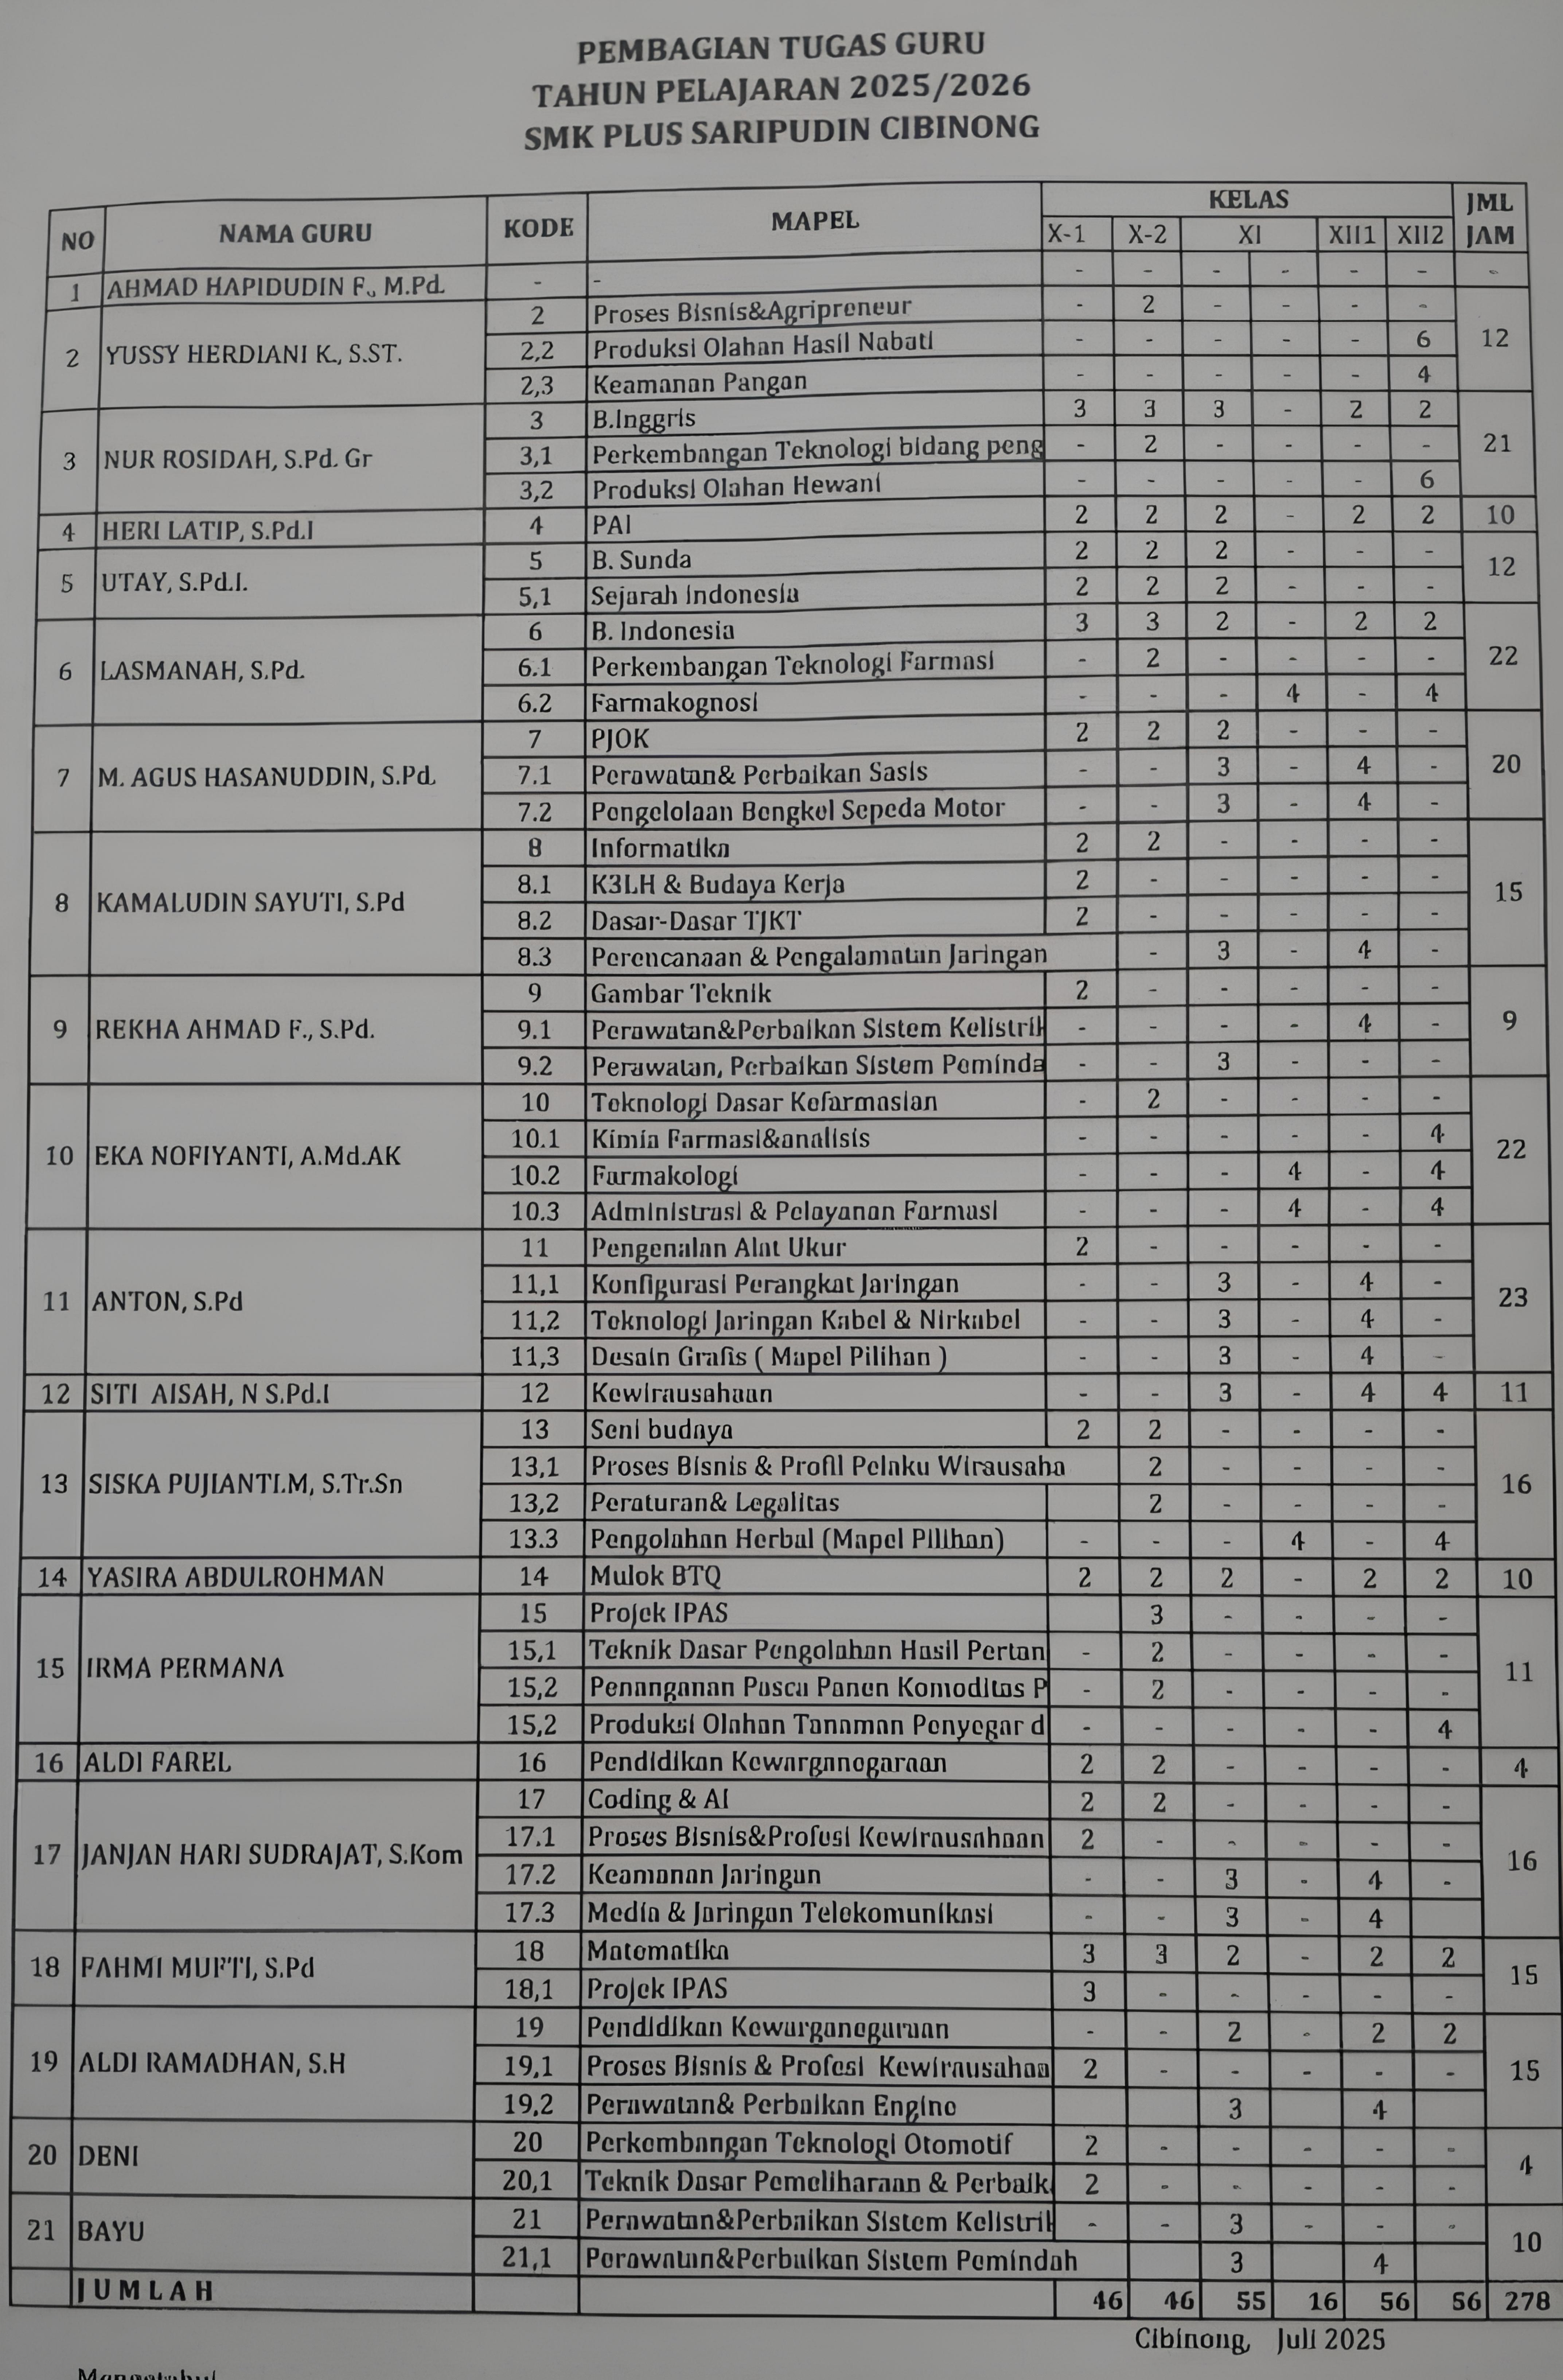 PEMBAGIAN TUGAS GURU
TAHUN PELAJARAN 2025/2026
SMK PLUS SARIPUDIN CIBINONG
NO NAMA GURU KODE MAPEL KELAS JML JAM
X-1 X-2 XI XII1 XII2
1 AHMAD HAPIDUDIN F., M.Pd. - - - - - - - - -
2 YUSSY HERDIANI K., S.ST. 2 Proses Bisnis&Agripreneur - 2 - - - - 12
2,2 Produksi Olahan Hasil Nabati - - - - - 6
2,3 Keamanan Pangan - - - - - 4
3 NUR ROSIDAH, S.Pd. Gr 3 B.Inggris 3 3 3 - 2 2 21
3,1 Perkembangan Teknologi bidang peng - 2 - - - -
3,2 Produksi Olahan Hewani - - - - - 6
4 HERI LATIP, S.Pd.I 4 PAI 2 2 2 - 2 2 10
5 UTAY, S.Pd.I. 5 B. Sunda 2 2 2 - - - 12
5,1 Sejarah Indonesia 2 2 2 - - -
6 LASMANAH, S.Pd. 6 B. Indonesia 3 3 2 - 2 2 22
6.1 Perkembangan Teknologi Farmasi - 2 - - - -
6.2 Farmakognosi - - - 4 - 4
7 M. AGUS HASANUDDIN, S.Pd. 7 PJOK 2 2 2 - - - 20
7.1 Perawatan& Perbaikan Sasis - - 3 - 4 -
7.2 Pengelolaan Bengkel Sepeda Motor - - 3 - 4 -
8 KAMALUDIN SAYUTI, S.Pd 8 Informatika 2 2 - - - - 15
8.1 K3LH & Budaya Kerja 2 - - - - -
8.2 Dasar-Dasar TJKT 2 - - - - -
8.3 Perencanaan & Pengalamatan Jaringan - 3 - 4 -
9 REKHA AHMAD F., S.Pd. 9 Gambar Teknik 2 - - - - - 9
9.1 Perawatan&Perbaikan Sistem Kelistrik - - - - 4 -
9.2 Perawatan, Perbaikan Sistem Peminda - - 3 - - -
10 EKA NOFIYANTI, A.Md.AK 10 Teknologi Dasar Kefarmasian - 2 - - - - 22
10.1 Kimia Farmasi&analisis - - - - - 4
10.2 Farmakologi - - - 4 - 4
10.3 Administrasi & Pelayanan Farmasi - - - 4 - 4
11 ANTON, S.Pd 11 Pengenalan Alat Ukur 2 - - - - - 23
11,1 Konfigurasi Perangkat Jaringan - - 3 - 4 -
11,2 Teknologi Jaringan Kabel & Nirkabel - - 3 - 4 -
11,3 Desain Grafis ( Mapel Pilihan ) - - 3 - 4 -
12 SITI AISAH, N S.Pd.I 12 Kewirausahaan - - 3 - 4 4 11
13 SISKA PUJIANTI.M, S.Tr.Sn 13 Seni budaya 2 2 - - - - 16
13,1 Proses Bisnis & Profil Pelaku Wirausaha 2 - - - -
13,2 Peraturan& Legalitas 2 - - - -
13.3 Pengolahan Herbal (Mapel Pilihan) - - - 4 - 4
14 YASIRA ABDULROHMAN 14 Mulok BTQ 2 2 2 - 2 2 10
15 IRMA PERMANA 15 Projek IPAS 3 - - - - 11
15,1 Teknik Dasar Pengolahan Hasil Pertan - 2 - - - -
15,2 Penanganan Pasca Panen Komoditas P - 2 - - - -
15,2 Produksi Olahan Tanaman Penyegar d - - - - - 4
16 ALDI FAREL 16 Pendidikan Kewarganegaraan 2 2 - - - - 4
17 JANJAN HARI SUDRAJAT, S.Kom 17 Coding & AI 2 2 - - - - 16
17.1 Proses Bisnis&Profesi Kewirausahaan 2 - - - - -
17.2 Keamanan Jaringan - - 3 - 4 -
17.3 Media & Jaringan Telekomunikasi - - 3 - 4
18 FAHMI MUFTI, S.Pd 18 Matematika 3 3 2 - 2 2 15
18,1 Projek IPAS 3 - - - - -
19 ALDI RAMADHAN, S.H 19 Pendidikan Kewarganegaraan - - 2 - 2 2 15
19,1 Proses Bisnis & Profesi Kewirausahaa 2 - - - - -
19,2 Perawatan& Perbaikan Engine 3 4
20 DENI 20 Perkembangan Teknologi Otomotif 2 - - - - - 4
20,1 Teknik Dasar Pemeliharaan & Perbaik 2 - - - - -
21 BAYU 21 Perawatan&Perbaikan Sistem Kelistrik - - 3 - - - 10
21,1 Perawatan&Perbaikan Sistem Pemindah 3 4
JUMLAH 46 46 55 16 56 56 278
Cibinong, Juli 2025